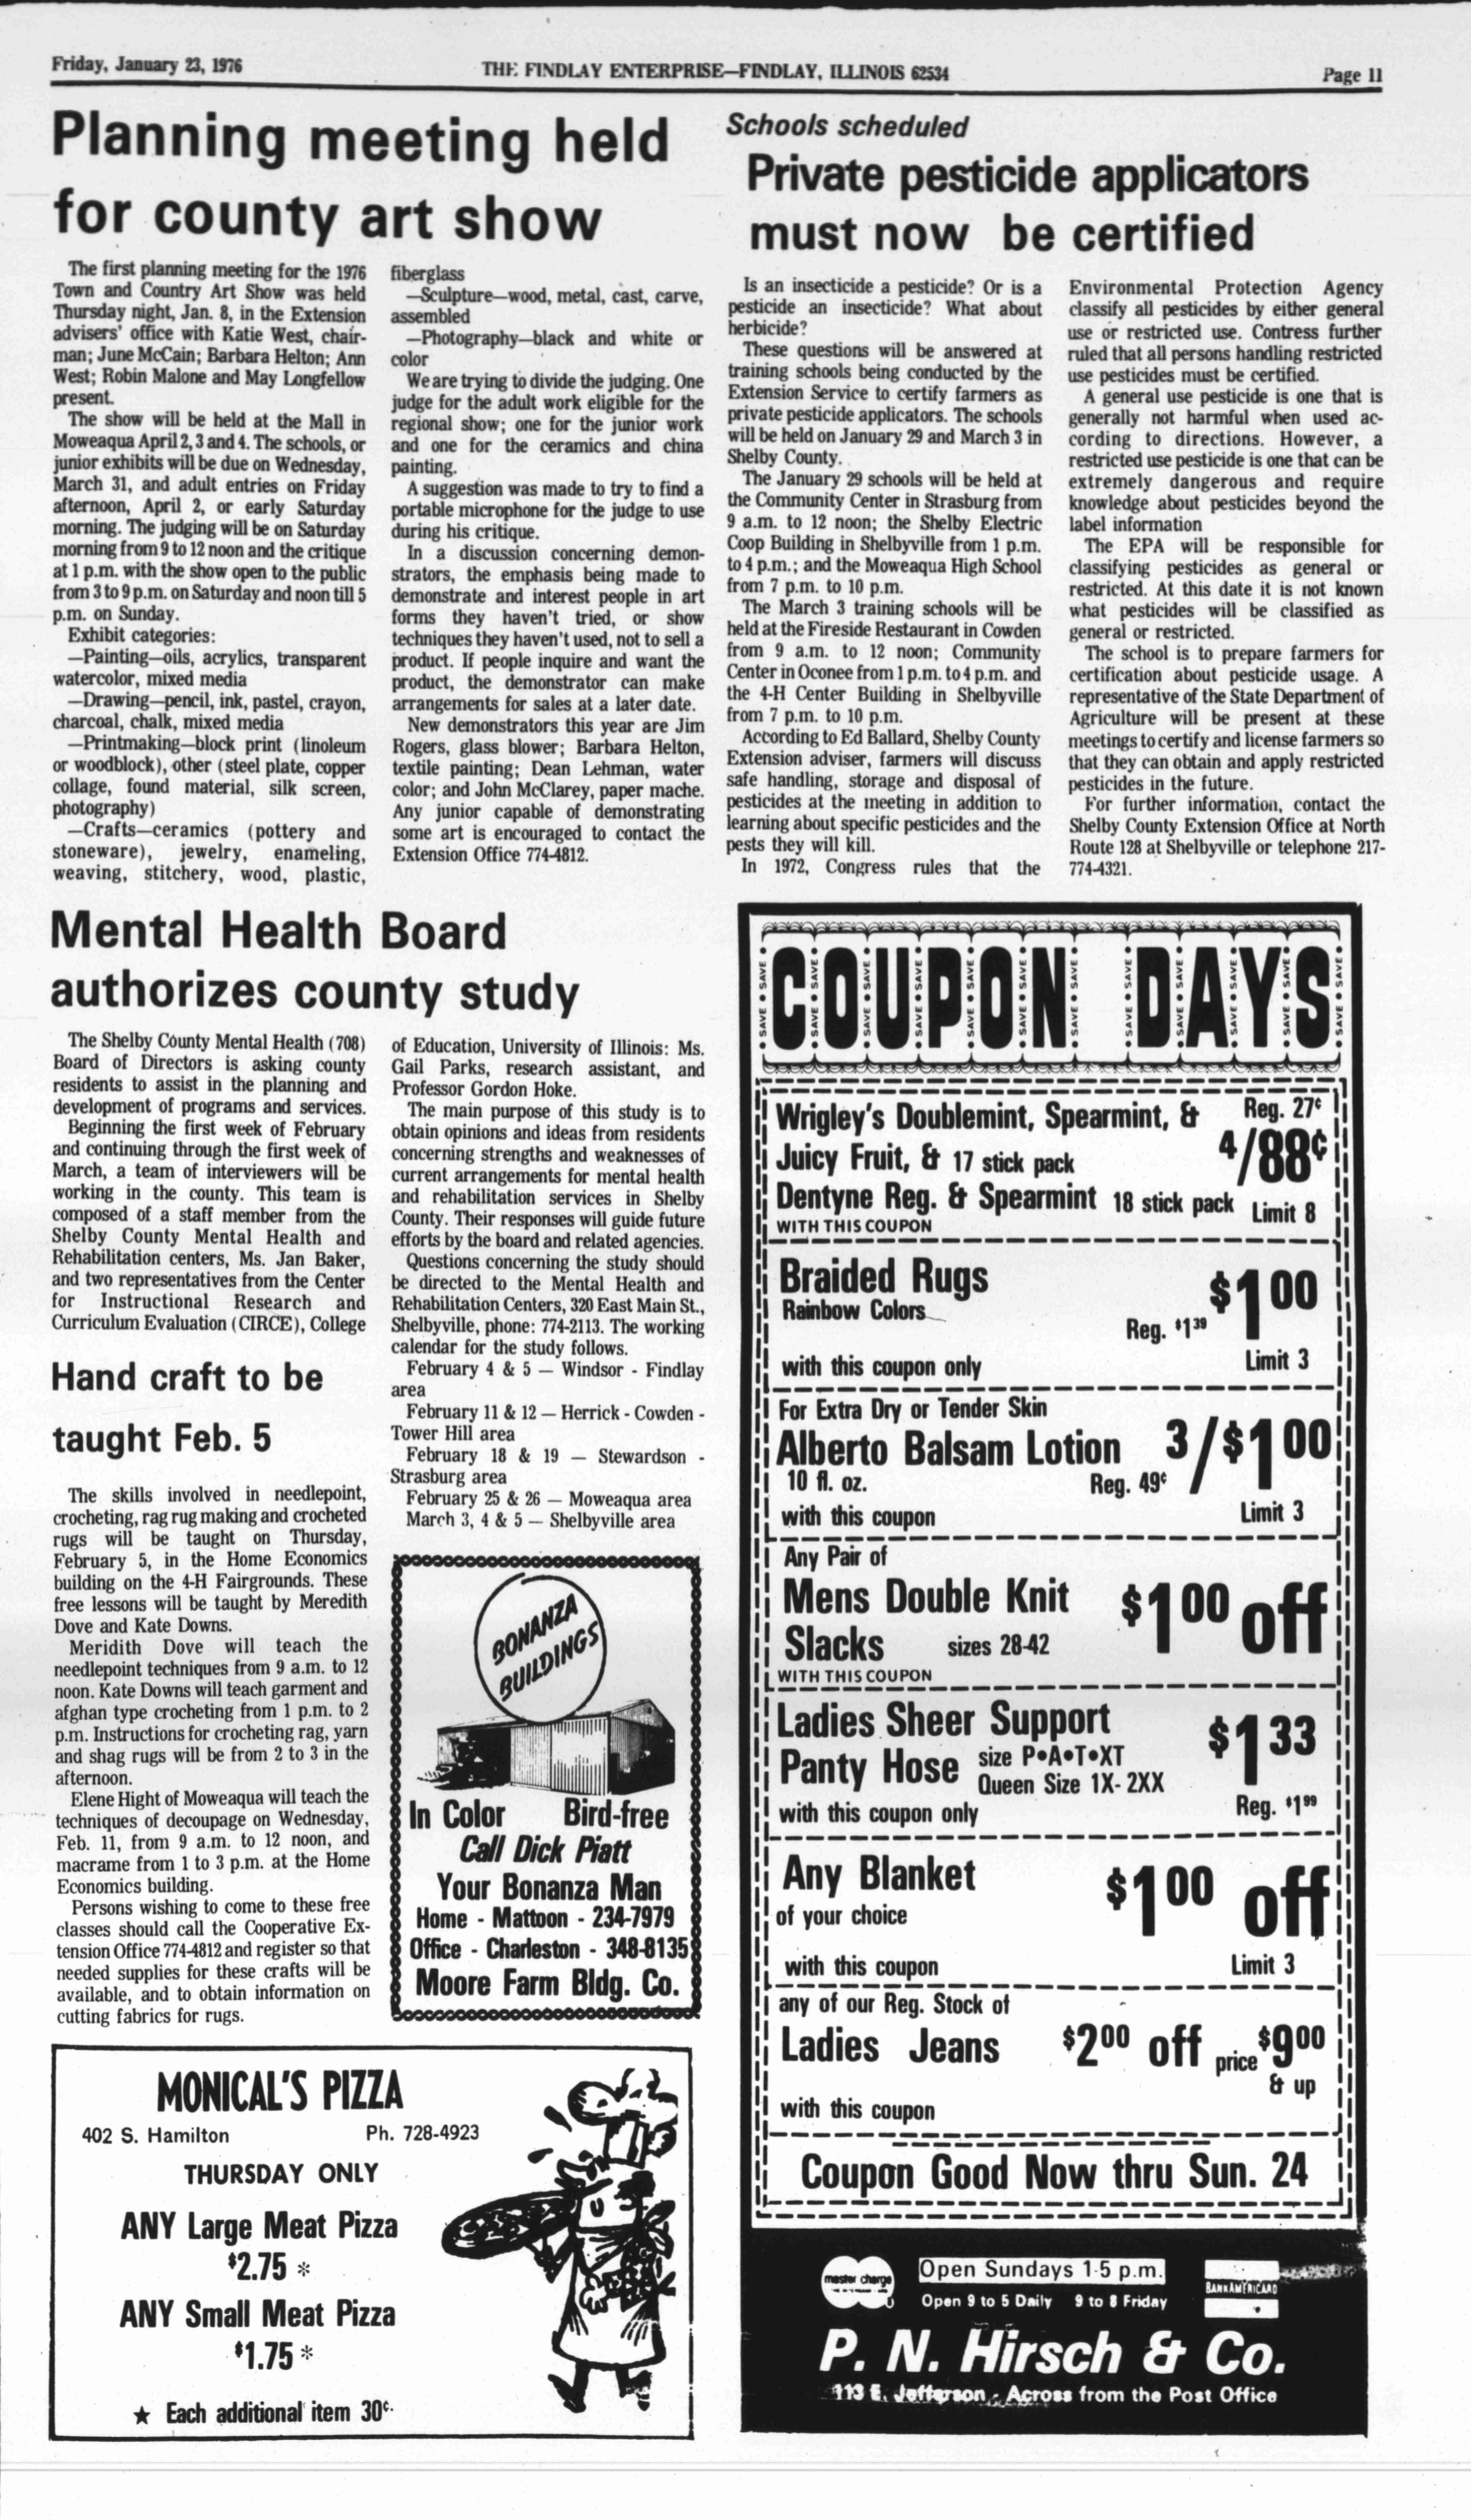 Friday, January 23, 1976
THE FINDLAY ENTERPRISE—FINDLAY, ILLINOIS 62534
Page 11
Planning meeting held
for county art show
The first planning meeting for the 1976
Town and Country Art Show was held
Thursday night, Jan. 8, in the Extension
advisers' office with Katie West, chair-
man; June McCain; Barbara Helton; Ann
West; Robin Malone and May Longfellow
present.
The show will be held at the Mall in
Moweaqua April 2, 3 and 4. The schools, or
junior exhibits will be due on Wednesday,
March 31, and adult entries on Friday
afternoon, April 2, or early Saturday
morning. The judging will be on Saturday
morning from 9 to 12 noon and the critique
at 1 p.m. with the show open to the public
from 3 to 9 p.m. on Saturday and noon till 5
p.m. on Sunday.
Exhibit categories:
—Painting—oils, acrylics, transparent
watercolor, mixed media
—Drawing—pencil, ink, pastel, crayon,
charcoal, chalk, mixed media
—Printmaking—block print (linoleum
or woodblock), other (steel plate, copper
collage, found material, silk screen,
photography)
—Crafts—ceramics (pottery and
stoneware), jewelry, enameling,
weaving, stitchery, wood, plastic,
fiberglass
—Sculpture—wood, metal, cast, carve,
assembled
—Photography—black and white or
color
We are trying to divide the judging. One
judge for the adult work eligible for the
regional show; one for the junior work
and one for the ceramics and china
painting.
A suggestion was made to try to find a
portable microphone for the judge to use
during his critique.
In a discussion concerning demon-
strators, the emphasis being made to
demonstrate and interest people in art
forms they haven't tried, or show
techniques they haven't used, not to sell a
product. If people inquire and want the
product, the demonstrator can make
arrangements for sales at a later date.
New demonstrators this year are Jim
Rogers, glass blower; Barbara Helton,
textile painting; Dean Lehman, water
color; and John McClarey, paper mache.
Any junior capable of demonstrating
some art is encouraged to contact the
Extension Office 774-4812.
Schools scheduled
Private pesticide applicators
must now be certified
Is an insecticide a pesticide? Or is a
pesticide an insecticide? What about
herbicide?
These questions will be answered at
training schools being conducted by the
Extension Service to certify farmers as
private pesticide applicators. The schools
will be held on January 29 and March 3 in
Shelby County.
The January 29 schools will be held at
the Community Center in Strasburg from
9 a.m. to 12 noon; the Shelby Electric
Coop Building in Shelbyville from 1 p.m.
to 4 p.m.; and the Moweaqua High School
from 7 p.m. to 10 p.m.
The March 3 training schools will be
held at the Fireside Restaurant in Cowden
from 9 a.m. to 12 noon; Community
Center in Oconee from 1 p.m. to 4 p.m. and
the 4-H Center Building in Shelbyville
from 7 p.m. to 10 p.m.
According to Ed Ballard, Shelby County
Extension adviser, farmers will discuss
safe handling, storage and disposal of
pesticides at the meeting in addition to
learning about specific pesticides and the
pests they will kill.
In 1972, Congress rules that the
Environmental Protection Agency
classify all pesticides by either general
use or restricted use. Contress further
ruled that all persons handling restricted
use pesticides must be certified.
A general use pesticide is one that is
generally not harmful when used ac-
cording to directions. However, a
restricted use pesticide is one that can be
extremely dangerous and require
knowledge about pesticides beyond the
label information
The EPA will be responsible for
classifying pesticides as general or
restricted. At this date it is not known
what pesticides will be classified as
general or restricted.
The school is to prepare farmers for
certification about pesticide usage. A
representative of the State Department of
Agriculture will be present at these
meetings to certify and license farmers so
that they can obtain and apply restricted
pesticides in the future.
For further information, contact the
Shelby County Extension Office at North
Route 128 at Shelbyville or telephone 217-
774-4321.
Mental Health Board
authorizes county study
The Shelby County Mental Health (708)
Board of Directors is asking county
residents to assist in the planning and
development of programs and services.
Beginning the first week of February
and continuing through the first week of
March, a team of interviewers will be
working in the county. This team is
composed of a staff member from the
Shelby County Mental Health and
Rehabilitation centers, Ms. Jan Baker,
and two representatives from the Center
for Instructional Research and
Curriculum Evaluation (CIRCE), College
of Education, University of Illinois: Ms.
Gail Parks, research assistant, and
Professor Gordon Hoke.
The main purpose of this study is to
obtain opinions and ideas from residents
concerning strengths and weaknesses of
current arrangements for mental health
and rehabilitation services in Shelby
County. Their responses will guide future
efforts by the board and related agencies.
Questions concerning the study should
be directed to the Mental Health and
Rehabilitation Centers, 320 East Main St.,
Shelbyville, phone: 774-2113. The working
calendar for the study follows.
February 4 & 5 — Windsor - Findlay
area
February 11 & 12 — Herrick - Cowden -
Tower Hill area
February 18 & 19 — Stewardson -
Strasburg area
February 25 & 26 — Moweaqua area
March 3, 4 & 5 — Shelbyville area
Hand craft to be
taught Feb. 5
The skills involved in needlepoint,
crocheting, rag rug making and crocheted
rugs will be taught on Thursday,
February 5, in the Home Economics
building on the 4-H Fairgrounds. These
free lessons will be taught by Meredith
Dove and Kate Downs.
Meridith Dove will teach the
needlepoint techniques from 9 a.m. to 12
noon. Kate Downs will teach garment and
afghan type crocheting from 1 p.m. to 2
p.m. Instructions for crocheting rag, yarn
and shag rugs will be from 2 to 3 in the
afternoon.
Elene Hight of Moweaqua will teach the
techniques of decoupage on Wednesday,
Feb. 11, from 9 a.m. to 12 noon, and
macrame from 1 to 3 p.m. at the Home
Economics building.
Persons wishing to come to these free
classes should call the Cooperative Ex-
tension Office 774-4812 and register so that
needed supplies for these crafts will be
available, and to obtain information on
cutting fabrics for rugs.
BONANZA
BUILDINGS
In Color Bird-free
Call Dick Piatt
Your Bonanza Man
Home - Mattoon - 234-7979
Office - Charleston - 348-8135
Moore Farm Bldg. Co.
MONICAL'S PIZZA
402 S. Hamilton Ph. 728-4923
THURSDAY ONLY
ANY Large Meat Pizza
$2.75 *
ANY Small Meat Pizza
$1.75 *
★ Each additional item 30¢.
COUPON DAYS
SAVE • SAVE
Wrigley's Doublemint, Spearmint, & Reg. 27¢
Juicy Fruit, & 17 stick pack 4/88¢
Dentyne Reg. & Spearmint 18 stick pack Limit 8
WITH THIS COUPON
Braided Rugs $1 00
Rainbow Colors
Reg. $1 39
with this coupon only Limit 3
For Extra Dry or Tender Skin
Alberto Balsam Lotion 3/$1 00
10 fl. oz. Reg. 49¢
with this coupon Limit 3
Any Pair of
Mens Double Knit $1 00 off
Slacks sizes 28-42
WITH THIS COUPON
Ladies Sheer Support $1 33
Panty Hose size P•A•T•XT
Queen Size 1X- 2XX
with this coupon only Reg. $1 99
Any Blanket $1 00 off
of your choice
with this coupon Limit 3
any of our Reg. Stock of
Ladies Jeans $2 00 off price $9 00
& up
with this coupon
Coupon Good Now thru Sun. 24
master charge
Open Sundays 1-5 p.m.
Open 9 to 5 Daily 9 to 8 Friday
BANKAMERICARD
P. N. Hirsch & Co.
113 E. Jefferson - Across from the Post Office